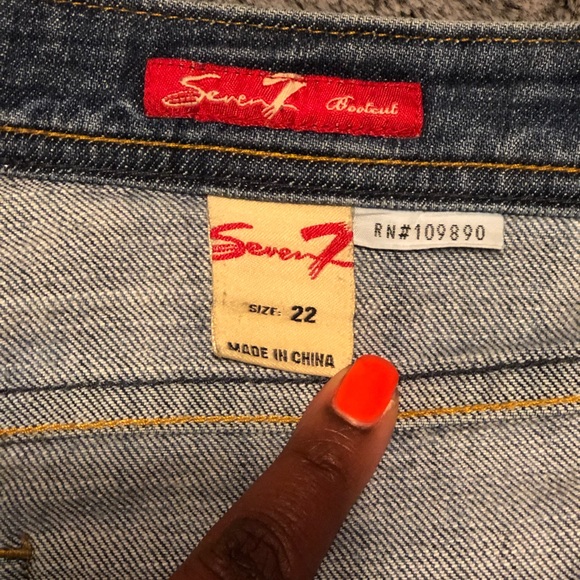 Seven7 Bootcut
Seven7
RN#109890
SIZE: 22
MADE IN CHINA